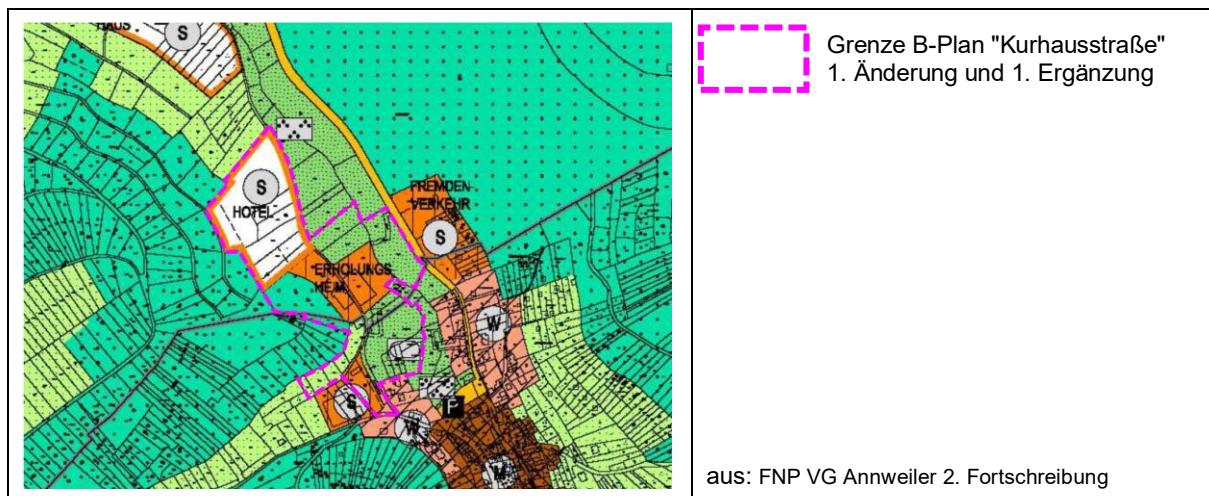 HAUS
S
S
HOTEL
FREMDEN
VERKEHR
S
ERHOLUNGS
HEIM
W
S
P
W
M
Grenze B-Plan "Kurhausstraße"
1. Änderung und 1. Ergänzung
aus: FNP VG Annweiler 2. Fortschreibung